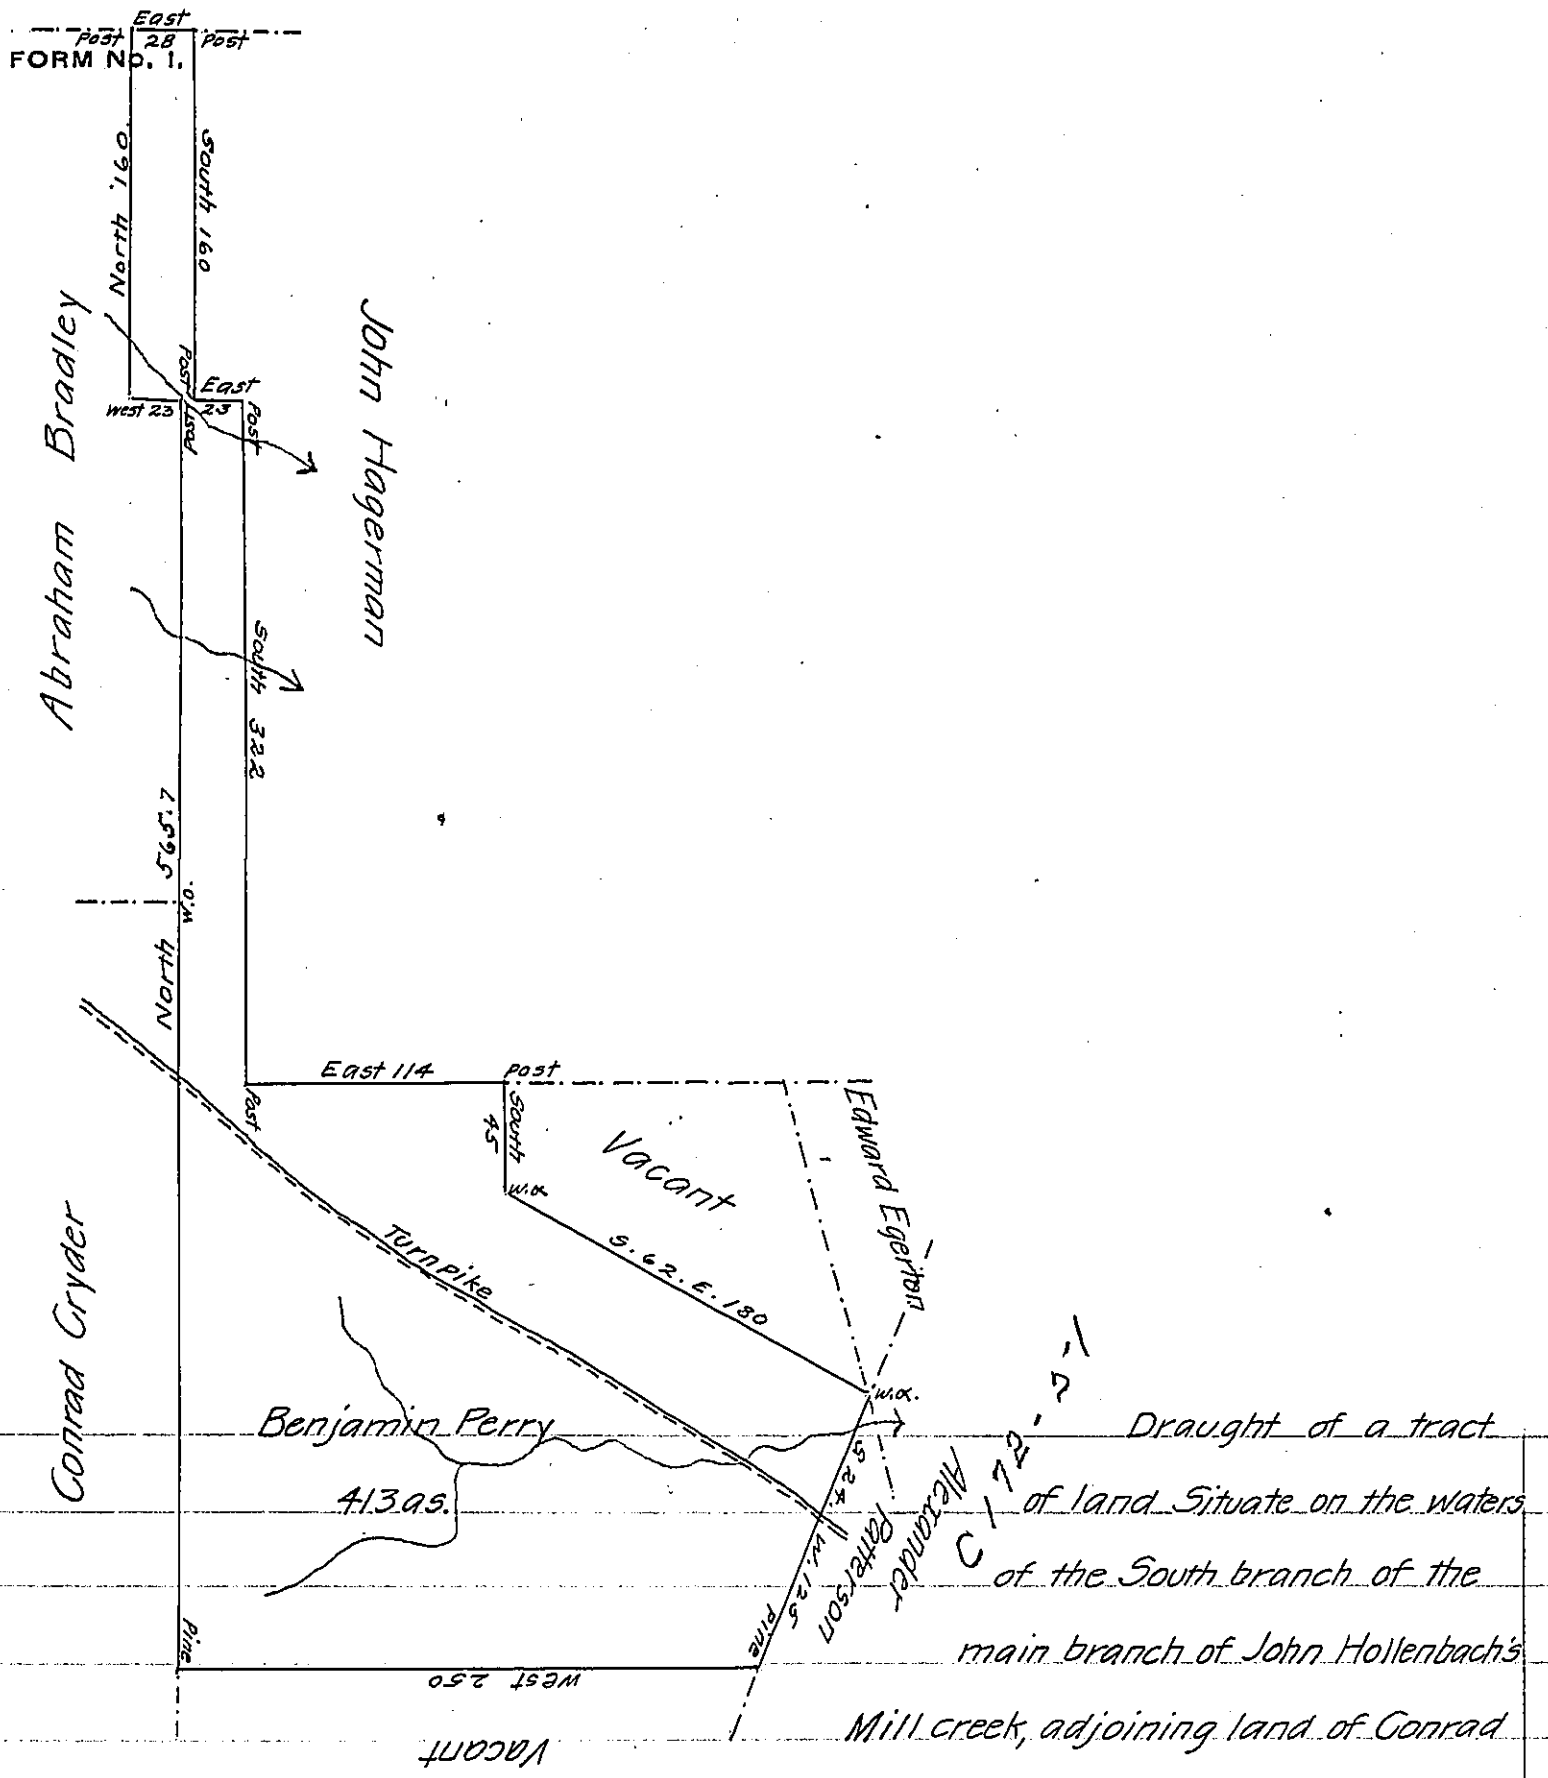 East
Post 28 Post
FORM No. 1.
North 160.
South 160
Abraham Bradley
John Hagerman
Post East
West 23 23
Post Post
South 322
North 565.7
W.O.
East 114 Post
Post
South
45
W.O.
Vacant
Edward Egerton
S. 62. E. 180
W.O.
Turnpike
Conrad Cryder
Benjamin Perry
413 as.
S 24. W. 125
Alexander
Patterson
C-142-7-1
Pine
Pine
West 250
Vacant
Draught of a tract
of land Situate on the waters
of the South branch of the
main branch of John Hollenbach's
Mill creek, adjoining land of Conrad